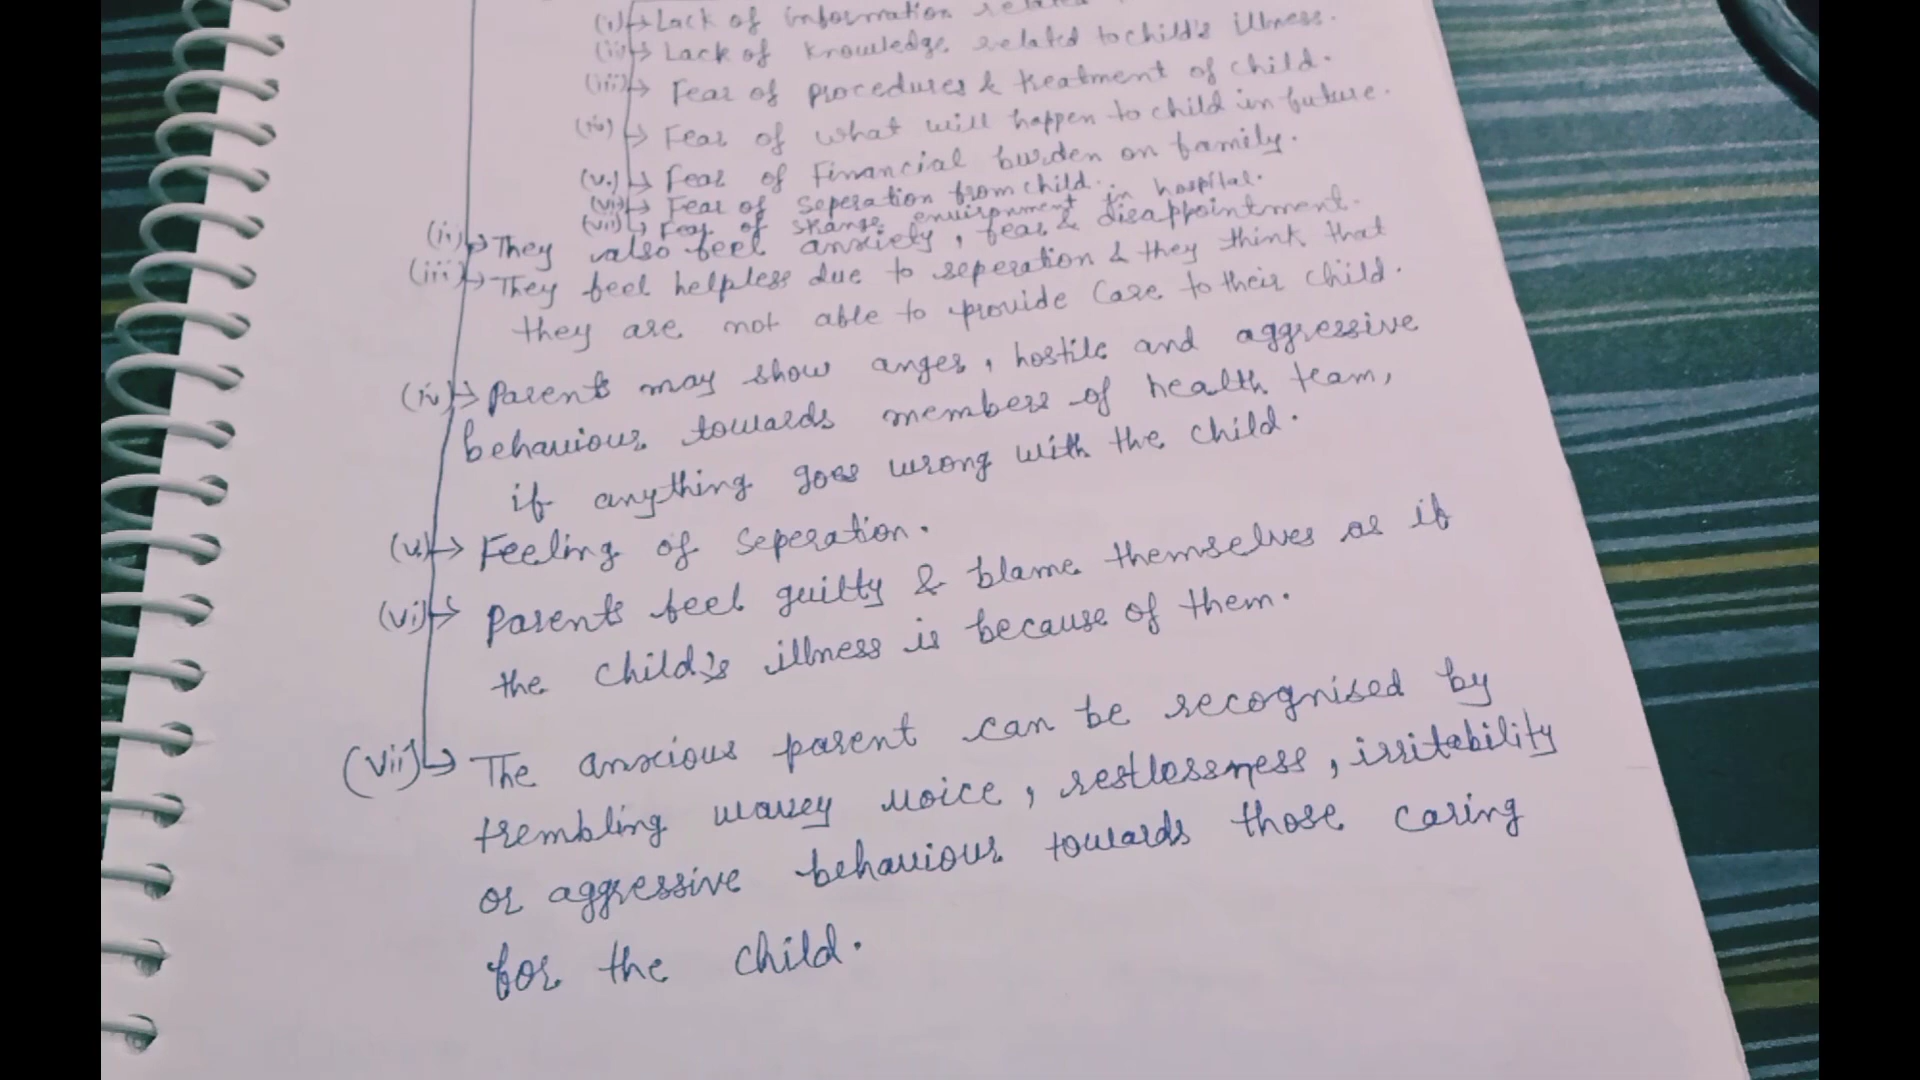 (i) → Lack of information related
(ii) → Lack of knowledge related to child's illness.
(iii) → Fear of procedures & treatment of child.
(iv) → Fear of what will happen to child in future.
(v.) → Fear of Financial burden on family.
(vi) → Fear of seperation from child.
(vii) → Fear of strange environment in hospital.
(ii) → They also feel anxiety, fear & disappointment.
(iii) → They feel helpless due to seperation & they think that
they are not able to provide Care to their child.
(iv) → Parents may show anger, hostile and aggressive
behaviour towards members of health team,
if anything goes wrong with the child.
(v) → Feeling of seperation.
(vi) → Parents feel guilty & blame themselves as if
the child's illness is because of them.
(vii) → The anxious parent can be recognised by
trembling wavey voice, restlessness, irritability
or aggressive behaviour towards those caring
for the child.